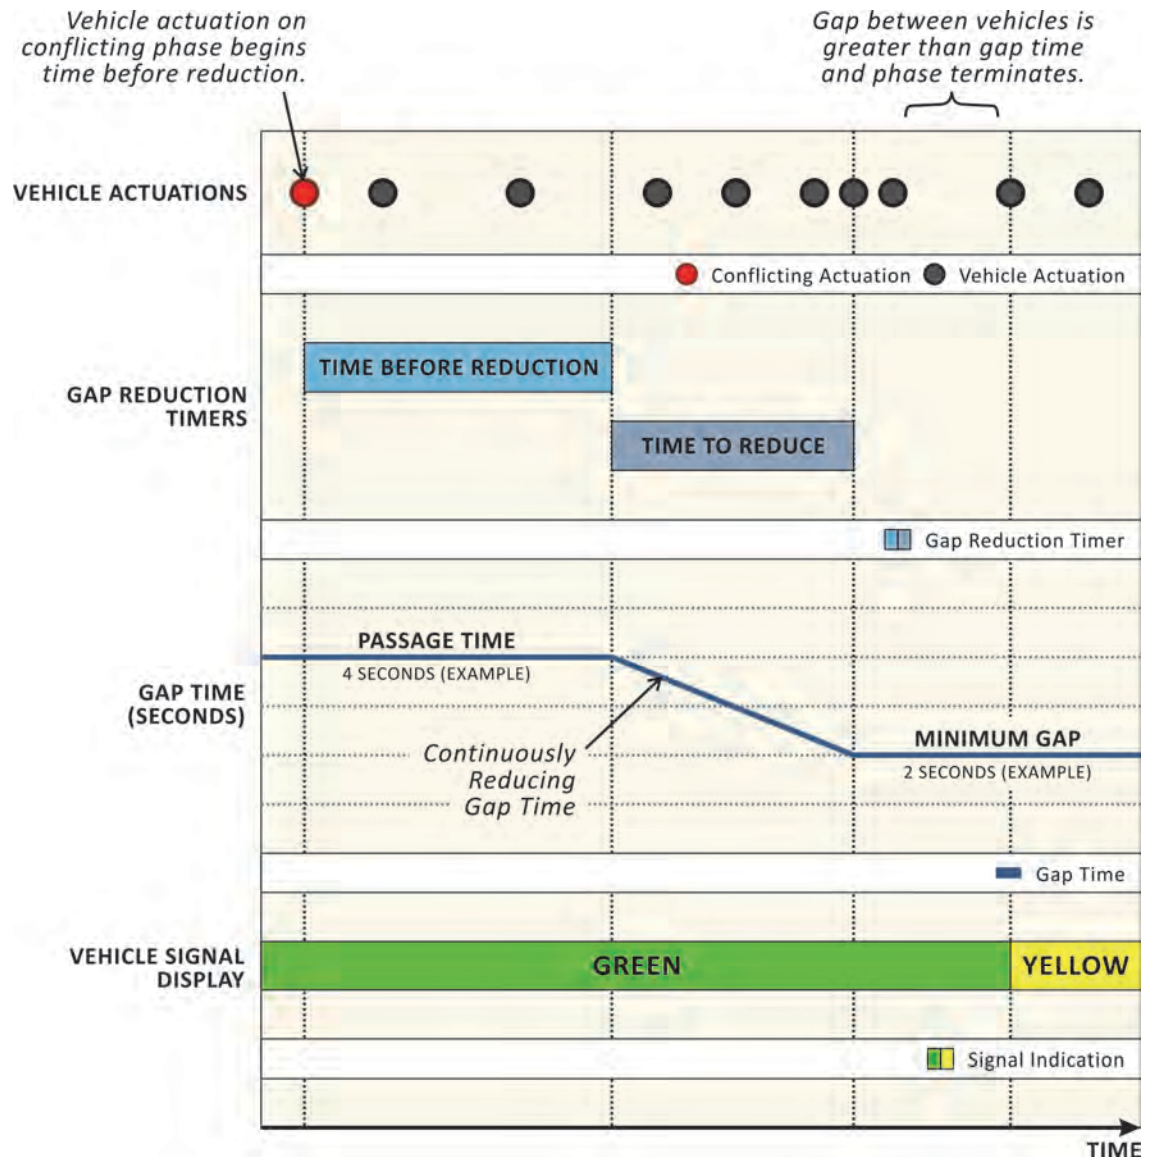 Vehicle actuation on
conflicting phase begins
time before reduction.
Gap between vehicles is
greater than gap time
and phase terminates.
VEHICLE ACTUATIONS
Conflicting Actuation
Vehicle Actuation
GAP REDUCTION
TIMERS
TIME BEFORE REDUCTION
TIME TO REDUCE
Gap Reduction Timer
GAP TIME
(SECONDS)
PASSAGE TIME
4 SECONDS (EXAMPLE)
Continuously
Reducing
Gap Time
MINIMUM GAP
2 SECONDS (EXAMPLE)
Gap Time
VEHICLE SIGNAL
DISPLAY
GREEN
YELLOW
Signal Indication
TIME